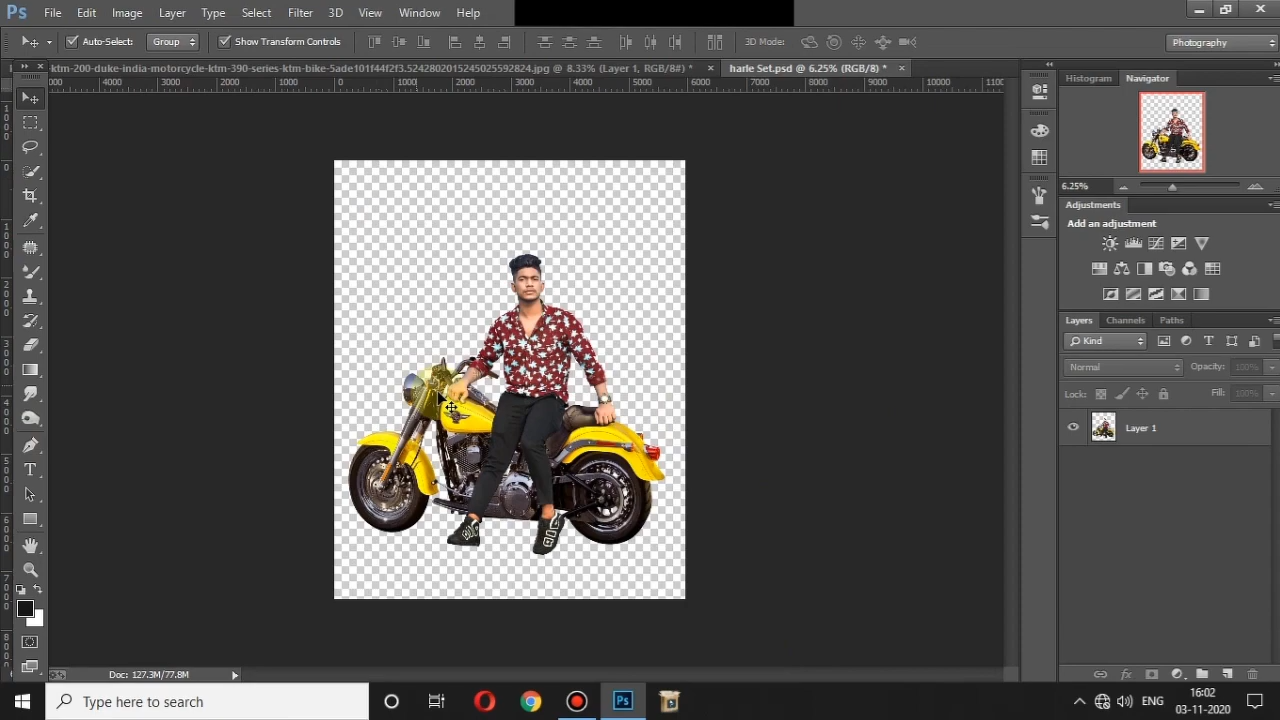 Ps File Edit Image Layer Type Select Filter 3D View Window Help
Auto-Select: Group Show Transform Controls 3D Mode: Photography
ktm-200-duke-india-motorcycle-ktm-390-series-ktm-bike-5ade101f44f2f3.5242802015245025592824.jpg @ 8.33% (Layer 1, RGB/8#) * × harle Set.psd @ 6.25% (RGB/8) * ×
Histogram Navigator
6.25%
Adjustments
Add an adjustment
Layers Channels Paths
Kind
Normal Opacity: 100%
Lock: Fill: 100%
Layer 1
Doc: 127.3M/77.8M
Type here to search
ENG
16:02
03-11-2020